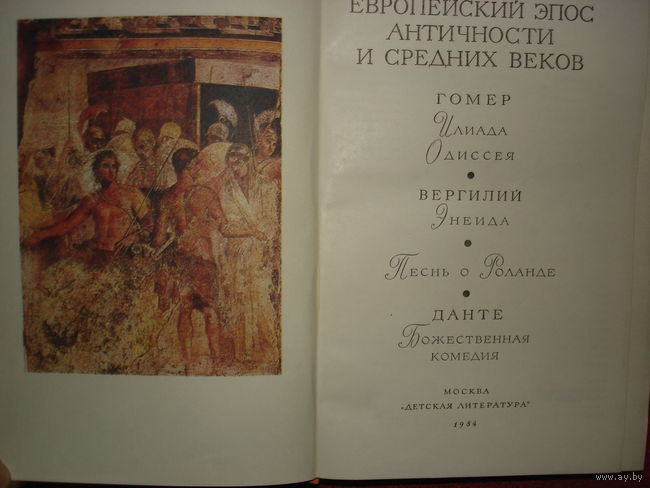 ЕВРОПЕЙСКИЙ ЭПОС
АНТИЧНОСТИ
И СРЕДНИХ ВЕКОВ
ГОМЕР
Илиада
Одиссея
•
ВЕРГИЛИЙ
Энеида
•
Песнь о Роланде
•
ДАНТЕ
Божественная
комедия
МОСКВА
«ДЕТСКАЯ ЛИТЕРАТУРА"
1984
www.ay.by